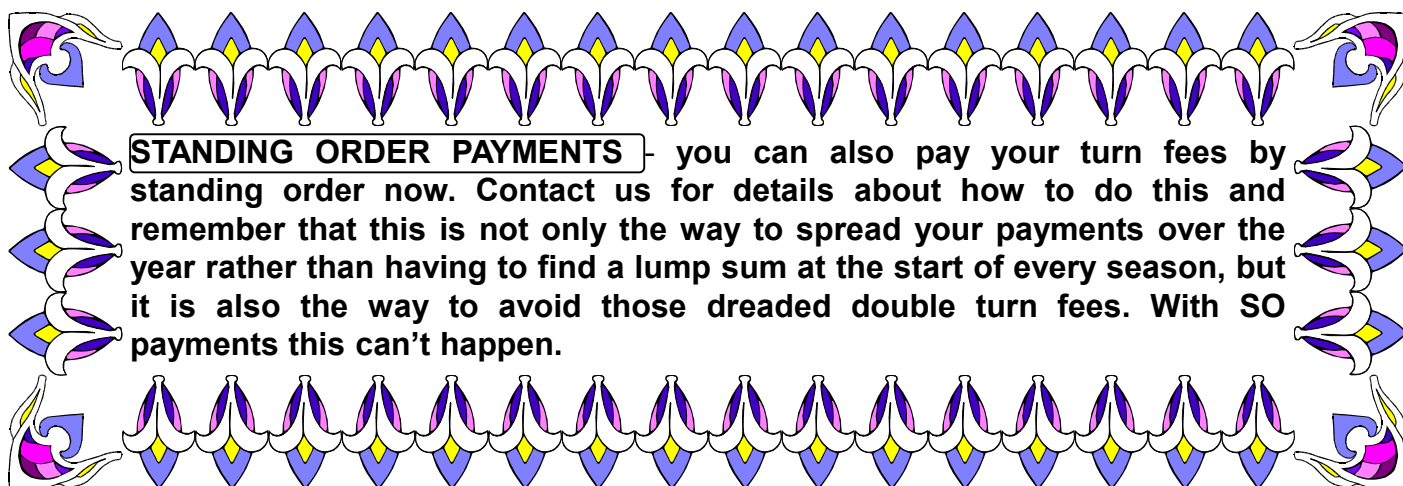 STANDING ORDER PAYMENTS - you can also pay your turn fees by
standing order now. Contact us for details about how to do this and
remember that this is not only the way to spread your payments over the
year rather than having to find a lump sum at the start of every season, but
it is also the way to avoid those dreaded double turn fees. With SO
payments this can’t happen.